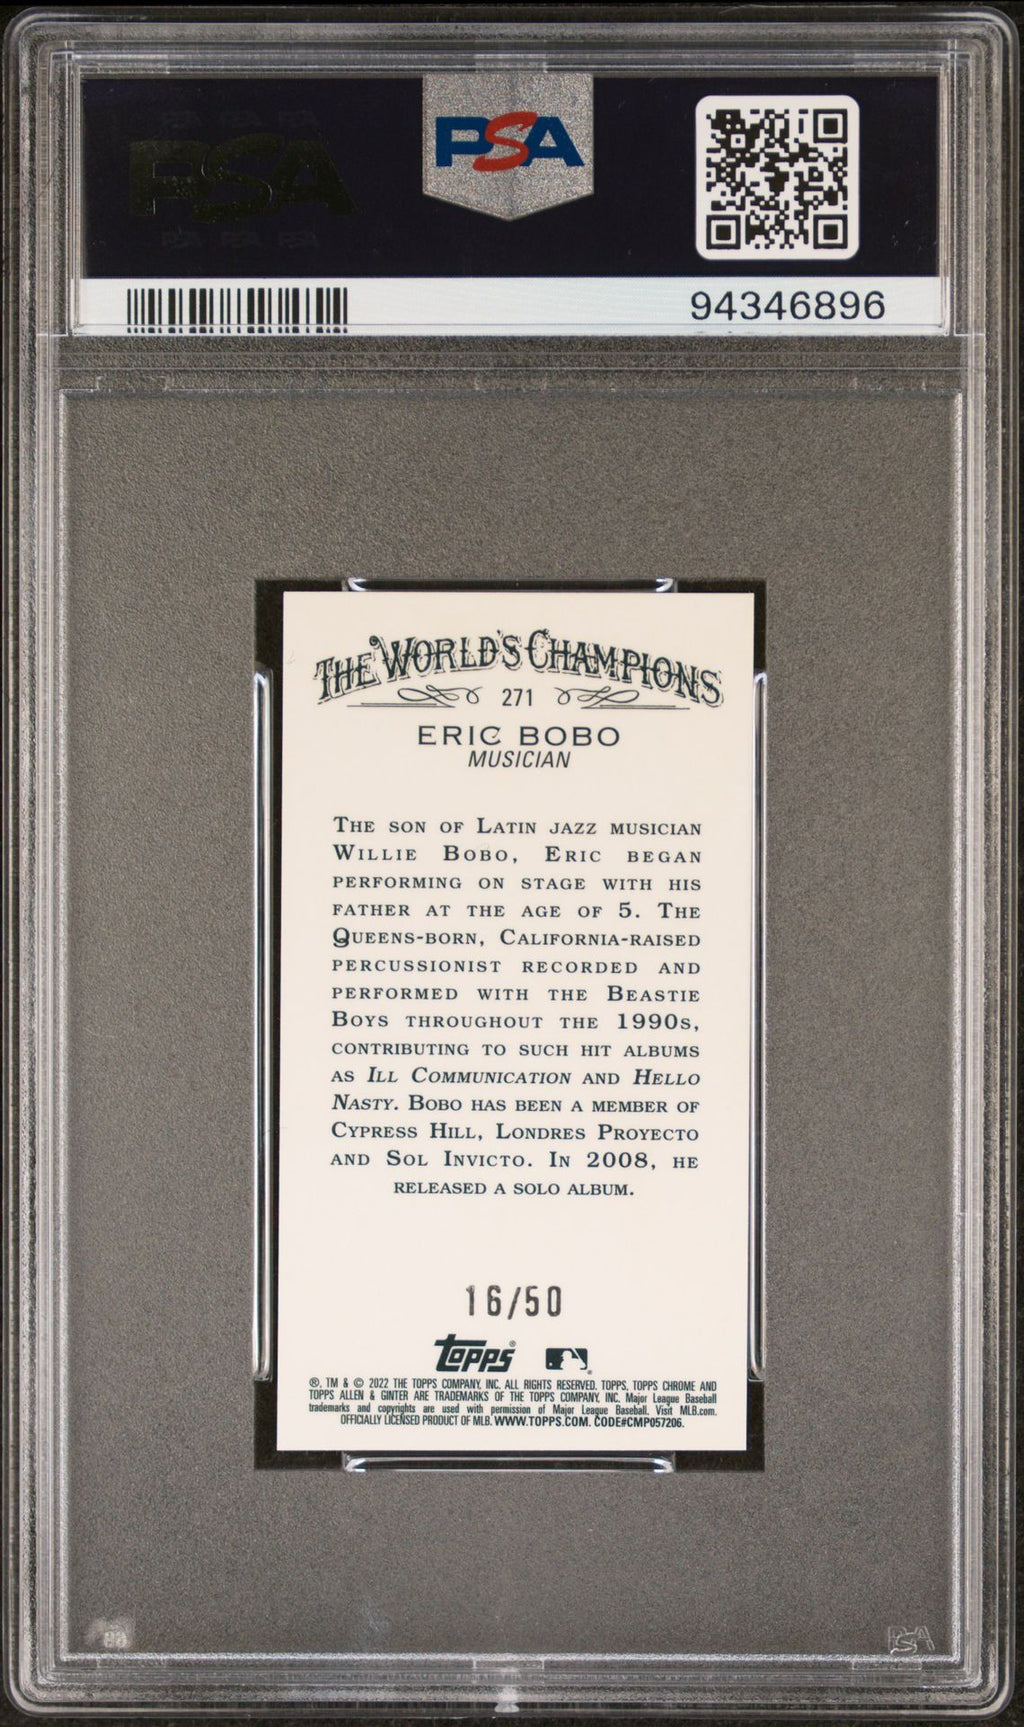 PSA
PSA
94346896
THE WORLD'S CHAMPIONS
271
ERIC BOBO
MUSICIAN
THE SON OF LATIN JAZZ MUSICIAN
WILLIE BOBO, ERIC BEGAN
PERFORMING ON STAGE WITH HIS
FATHER AT THE AGE OF 5. THE
QUEENS-BORN, CALIFORNIA-RAISED
PERCUSSIONIST RECORDED AND
PERFORMED WITH THE BEASTIE
BOYS THROUGHOUT THE 1990S,
CONTRIBUTING TO SUCH HIT ALBUMS
AS ILL COMMUNICATION AND HELLO
NASTY. BOBO HAS BEEN A MEMBER OF
CYPRESS HILL, LONDRES PROYECTO
AND SOL INVICTO. IN 2008, HE
RELEASED A SOLO ALBUM.
16/50
Topps®
®, TM & © 2022 THE TOPPS COMPANY, INC. ALL RIGHTS RESERVED. TOPPS, TOPPS CHROME AND
TOPPS ALLEN & GINTER ARE TRADEMARKS OF THE TOPPS COMPANY, INC. Major League Baseball
trademarks and copyrights are used with permission of Major League Baseball. Visit MLB.com.
OFFICIALLY LICENSED PRODUCT OF MLB. WWW.TOPPS.COM. CODE#CMP057206.
PSA